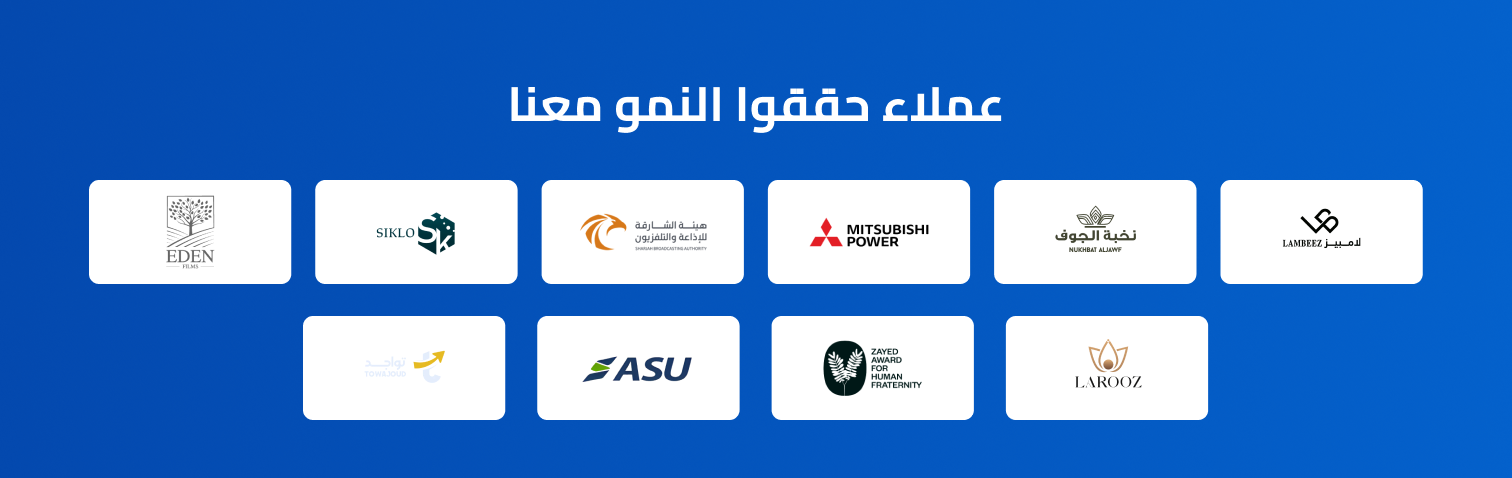 عملاء حققوا النمو معنا
لامبيز LAMBEEZ
نخبة الجوف
NUKHBAT ALJAWF
MITSUBISHI
POWER
هيئة الشارقة
للإذاعة والتلفزيون
SHARJAH BROADCASTING AUTHORITY
SIKLO Sk
EDEN
FILMS
LAROOZ
ZAYED
AWARD
FOR
HUMAN
FRATERNITY
ASU
تواجد
TOWAJOUD